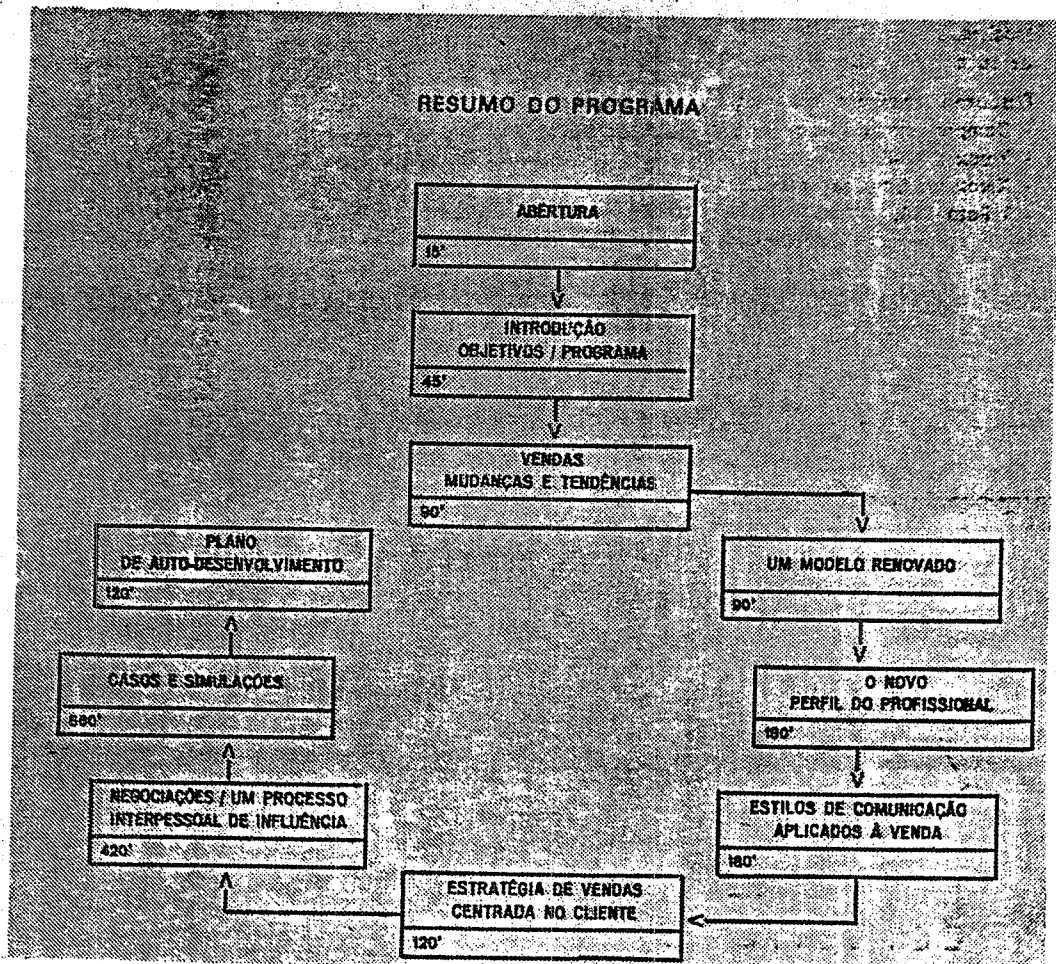 RESUMO DO PROGRAMA
ABERTURA
15'
INTRODUÇÃO
OBJETIVOS / PROGRAMA
45'
VENDAS
MUDANÇAS E TENDÊNCIAS
90'
UM MODELO RENOVADO
90'
O NOVO
PERFIL DO PROFISSIONAL
180'
ESTILOS DE COMUNICAÇÃO
APLICADOS À VENDA
180'
ESTRATÉGIA DE VENDAS
CENTRADA NO CLIENTE
120'
NEGOCIAÇÕES / UM PROCESSO
INTERPESSOAL DE INFLUÊNCIA
420'
CASOS E SIMULAÇÕES
PLANO
DE AUTO-DESENVOLVIMENTO
120'